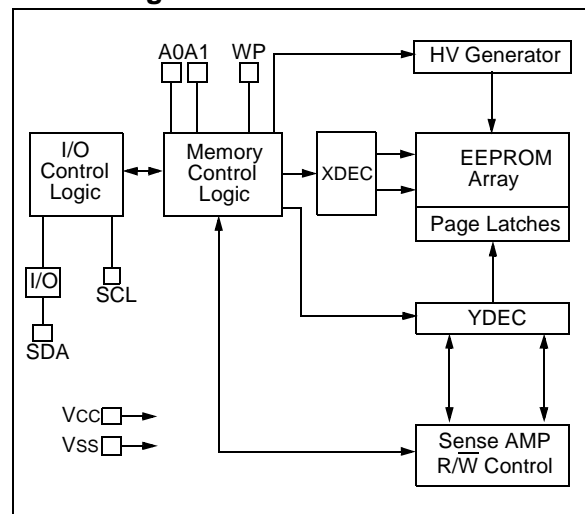 A0A1
WP
HV Generator
I/O
Control
Logic
Memory
Control
Logic
XDEC
EEPROM
Array
Page Latches
I/O
SCL
SDA
YDEC
VCC
VSS
Sense AMP
R/W̅ Control